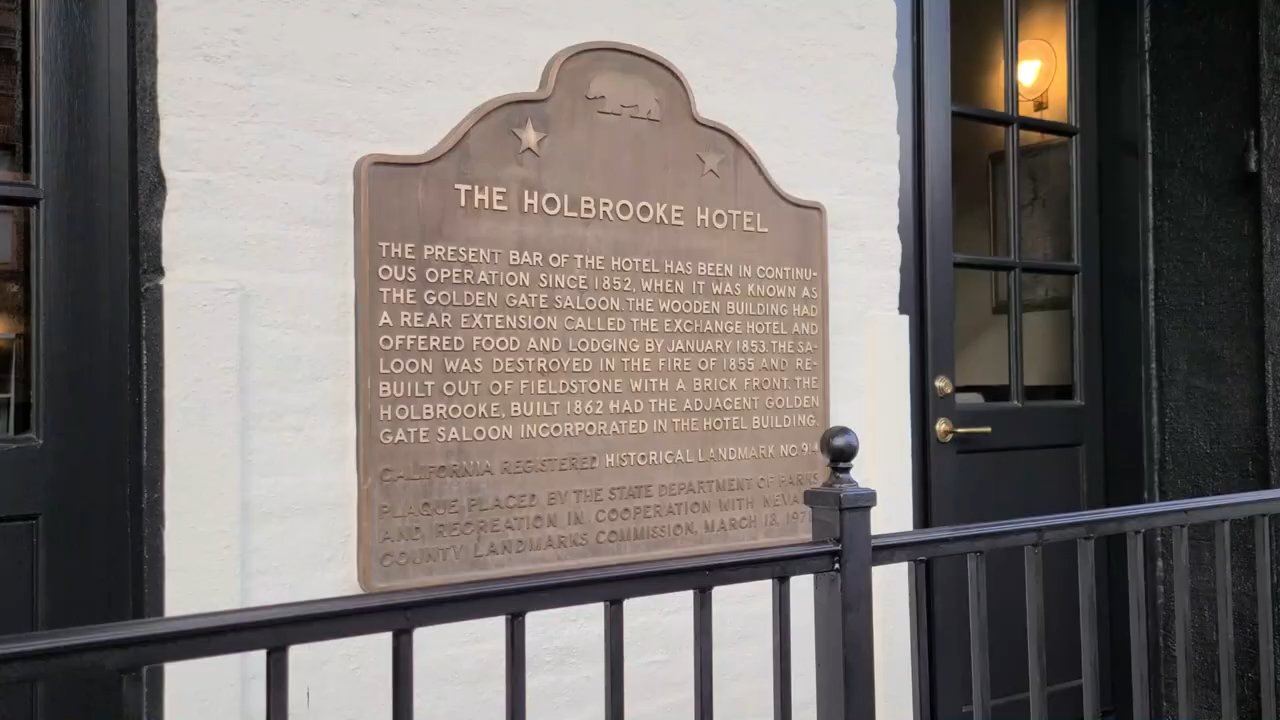 THE HOLBROOKE HOTEL
THE PRESENT BAR OF THE HOTEL HAS BEEN IN CONTINU-
OUS OPERATION SINCE 1852, WHEN IT WAS KNOWN AS
THE GOLDEN GATE SALOON. THE WOODEN BUILDING HAD
A REAR EXTENSION CALLED THE EXCHANGE HOTEL AND
OFFERED FOOD AND LODGING BY JANUARY 1853. THE SA-
LOON WAS DESTROYED IN THE FIRE OF 1855 AND RE-
BUILT OUT OF FIELDSTONE WITH A BRICK FRONT. THE
HOLBROOKE, BUILT 1862 HAD THE ADJACENT GOLDEN
GATE SALOON INCORPORATED IN THE HOTEL BUILDING.
CALIFORNIA REGISTERED HISTORICAL LANDMARK NO 914
PLAQUE PLACED BY THE STATE DEPARTMENT OF PARKS
AND RECREATION IN COOPERATION WITH NEVA
COUNTY LANDMARKS COMMISSION, MARCH 13,